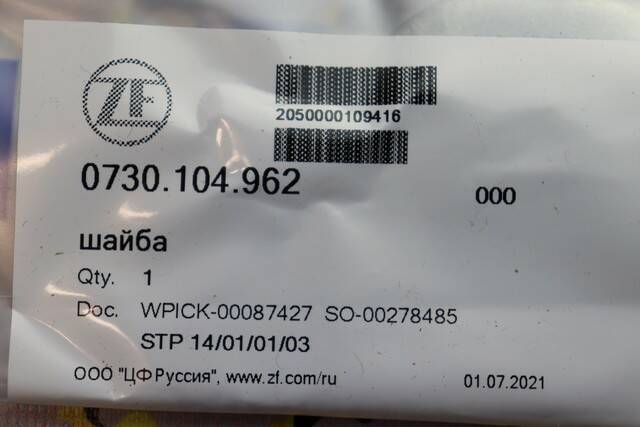 ZF
2050000109416
0730.104.962
000
шайба
Qty. 1
Doc. WPICK-00087427 SO-00278485
STP 14/01/01/03
ООО "ЦФ Руссия", www.zf.com/ru 01.07.2021